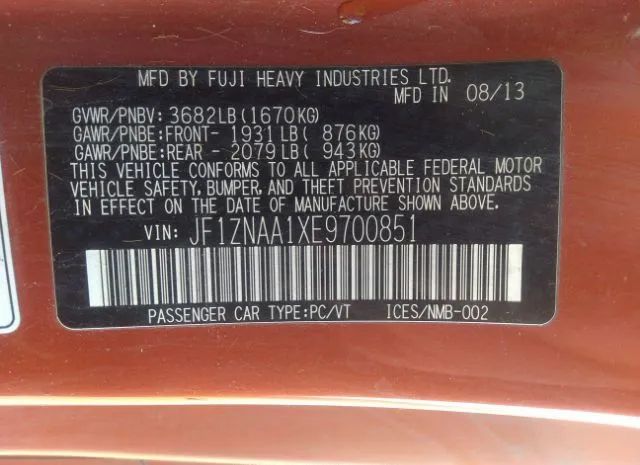 MFD BY FUJI HEAVY INDUSTRIES LTD.
MFD IN 08/13
GVWR/PNBV: 3682LB(1670KG)
GAWR/PNBE:FRONT- 1931LB( 876KG)
GAWR/PNBE:REAR - 2079LB( 943KG)
THIS VEHICLE CONFORMS TO ALL APPLICABLE FEDERAL MOTOR
VEHICLE SAFETY, BUMPER, AND THEFT PREVENTION STANDARDS
IN EFFECT ON THE DATE OF MANUFACTURE SHOWN ABOVE.
VIN: JF1ZNAA1XE9700851
PASSENGER CAR TYPE:PC/VT ICES/NMB-002